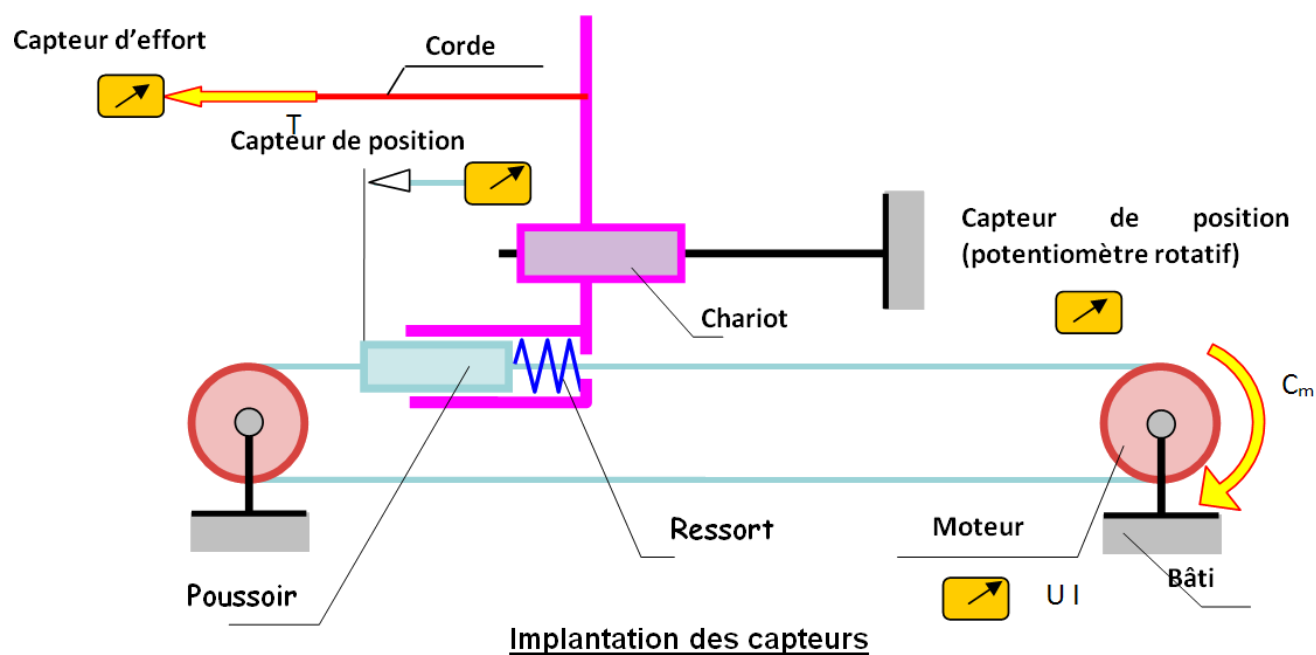 Capteur d'effort
Corde
T
Capteur de position
Capteur de position
(potentiomètre rotatif)
Chariot
Cm
Ressort
Moteur
Poussoir
U I
Bâti
Implantation des capteurs